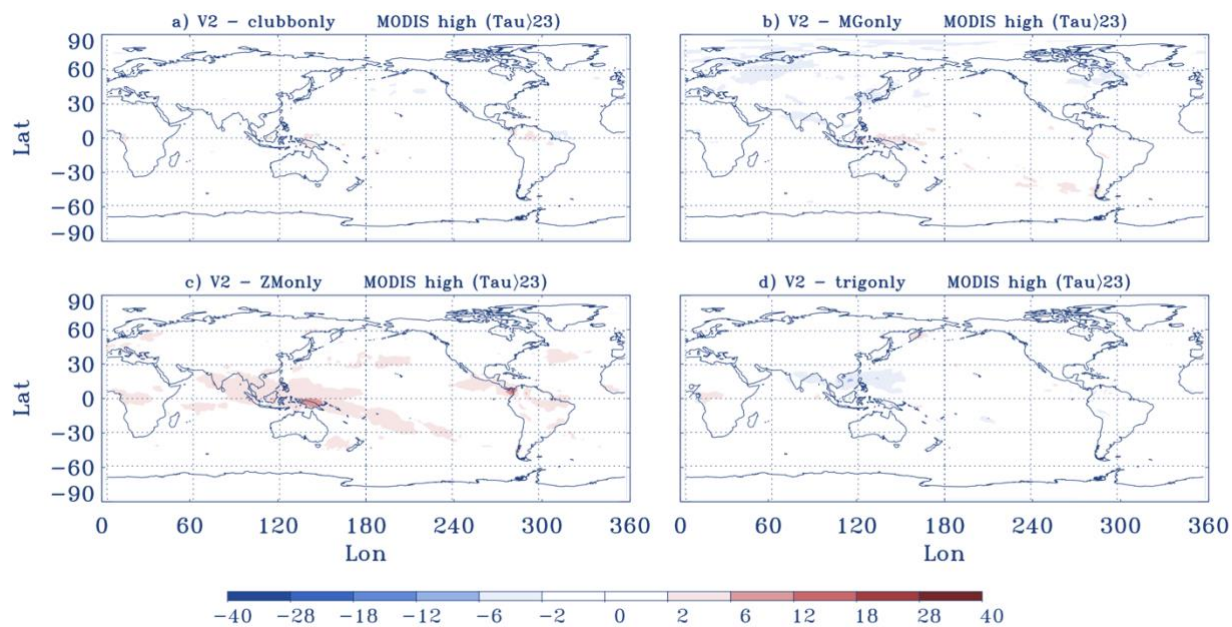 a) V2 − clubbonly MODIS high (Tau⟩23)
b) V2 − MGonly MODIS high (Tau⟩23)
90
60
30
0
−30
−60
−90
Lat
c) V2 − ZMonly MODIS high (Tau⟩23)
d) V2 − trigonly MODIS high (Tau⟩23)
90
60
30
0
−30
−60
−90
Lat
0 60 120 180 240 300 360
0 60 120 180 240 300 360
Lon
Lon
−40 −28 −18 −12 −6 −2 0 2 6 12 18 28 40